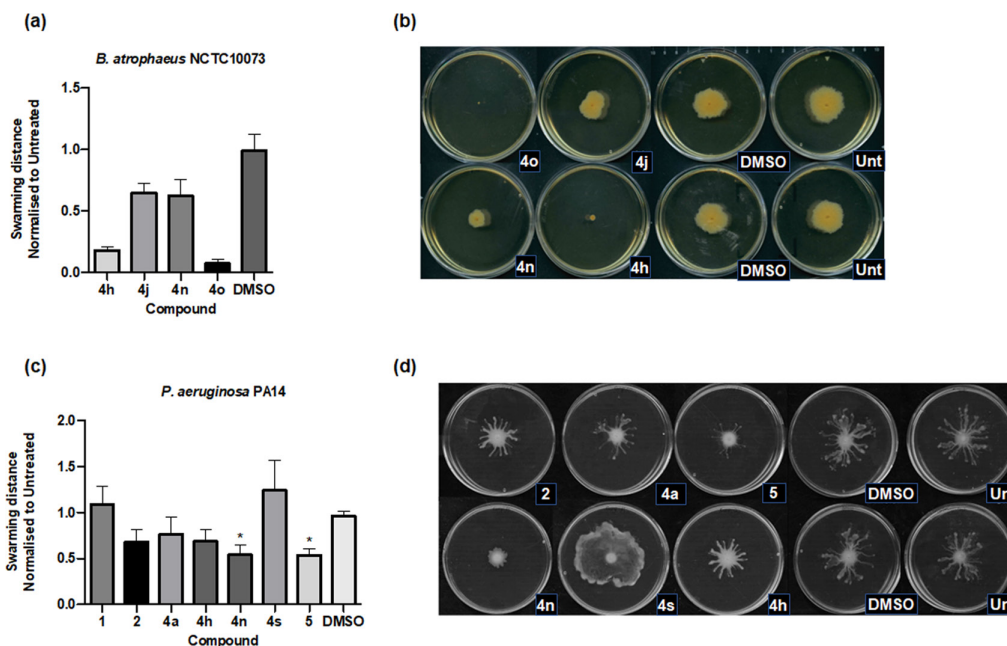 (a)
B. atrophaeus NCTC10073
Swarming distance
Normalised to Untreated
1.5
1.0
0.5
0.0
4h 4j 4n 4o DMSO
Compound
(b)
4o 4j DMSO Unt
4n 4h DMSO Unt
(c)
P. aeruginosa PA14
Swarming distance
Normalised to Untreated
2.0
1.5
1.0
0.5
0.0
* *
1 2 4a 4h 4n 4s 5 DMSO
Compound
(d)
2 4a 5 DMSO Un
4n 4s 4h DMSO Un